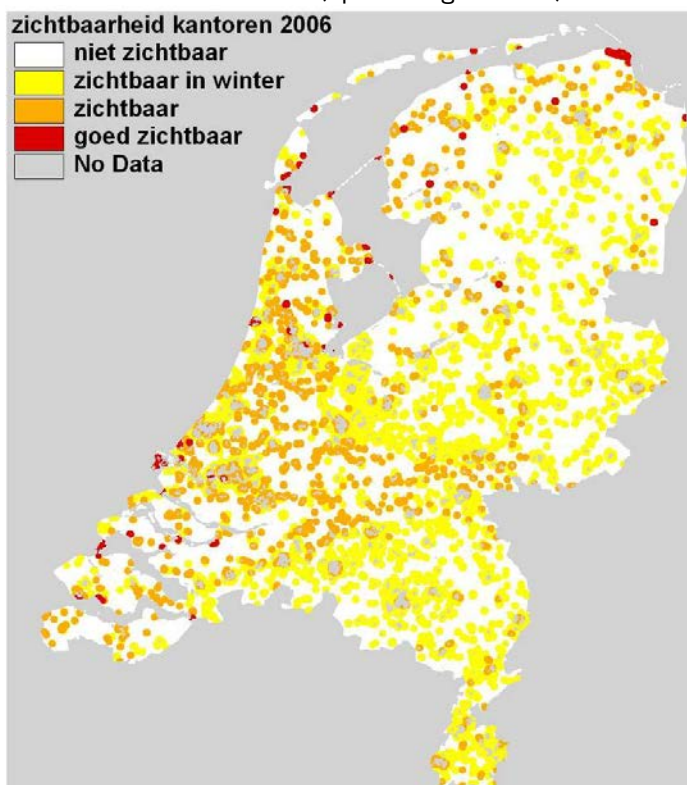 zichtbaarheid kantoren 2006
niet zichtbaar
zichtbaar in winter
zichtbaar
goed zichtbaar
No Data